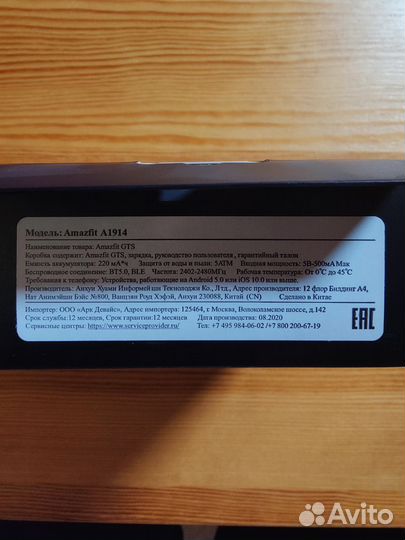 Модель: Amazfit A1914
Наименование товара: Amazfit GTS
Коробка содержит: Amazfit GTS, зарядка, руководство пользователя , гарантийный талон
Емкость аккумулятора: 220 мА*ч Защита от воды и пыли: 5ATM Входная мощность: 5В-500мА Max
Беспроводное соединение: BT5.0, BLE Частота: 2402-2480МГц Рабочая температура: От 0˚C до 45˚C
Требования к телефону: Устройства, работающие на Android 5.0 или iOS 10.0 или выше.
Производитель: Анхуи Хуами Информейшн Текнолоджи Ко., Лтд., Адрес производителя: 12 флор Билдинг А4,
Нат Анимэйшн Бэйс №800, Ванцзян Роуд Хэфэй, Анхуи 230088, Китай (CN) Сделано в Китае
Импортер: ООО «Арк Девайс», Адрес импортера: 125464, г Москва, Волоколамское шоссе, д.142
Срок службы:12 месяцев, Срок гарантии:12 месяцев Дата производства: 08.2020
Сервисные центры: https://www.serviceprovider.ru/ Тел: +7 495 984-06-02/+7 800 200-67-19
EAC
Avito